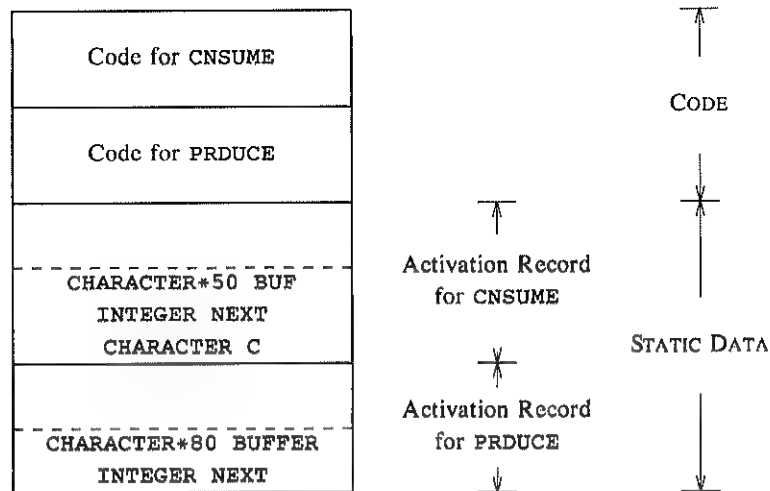 Code for CNSUME
Code for PRDUCE
CHARACTER*50 BUF
INTEGER NEXT
CHARACTER C
CHARACTER*80 BUFFER
INTEGER NEXT
Activation Record
for CNSUME
Activation Record
for PRDUCE
CODE
STATIC DATA